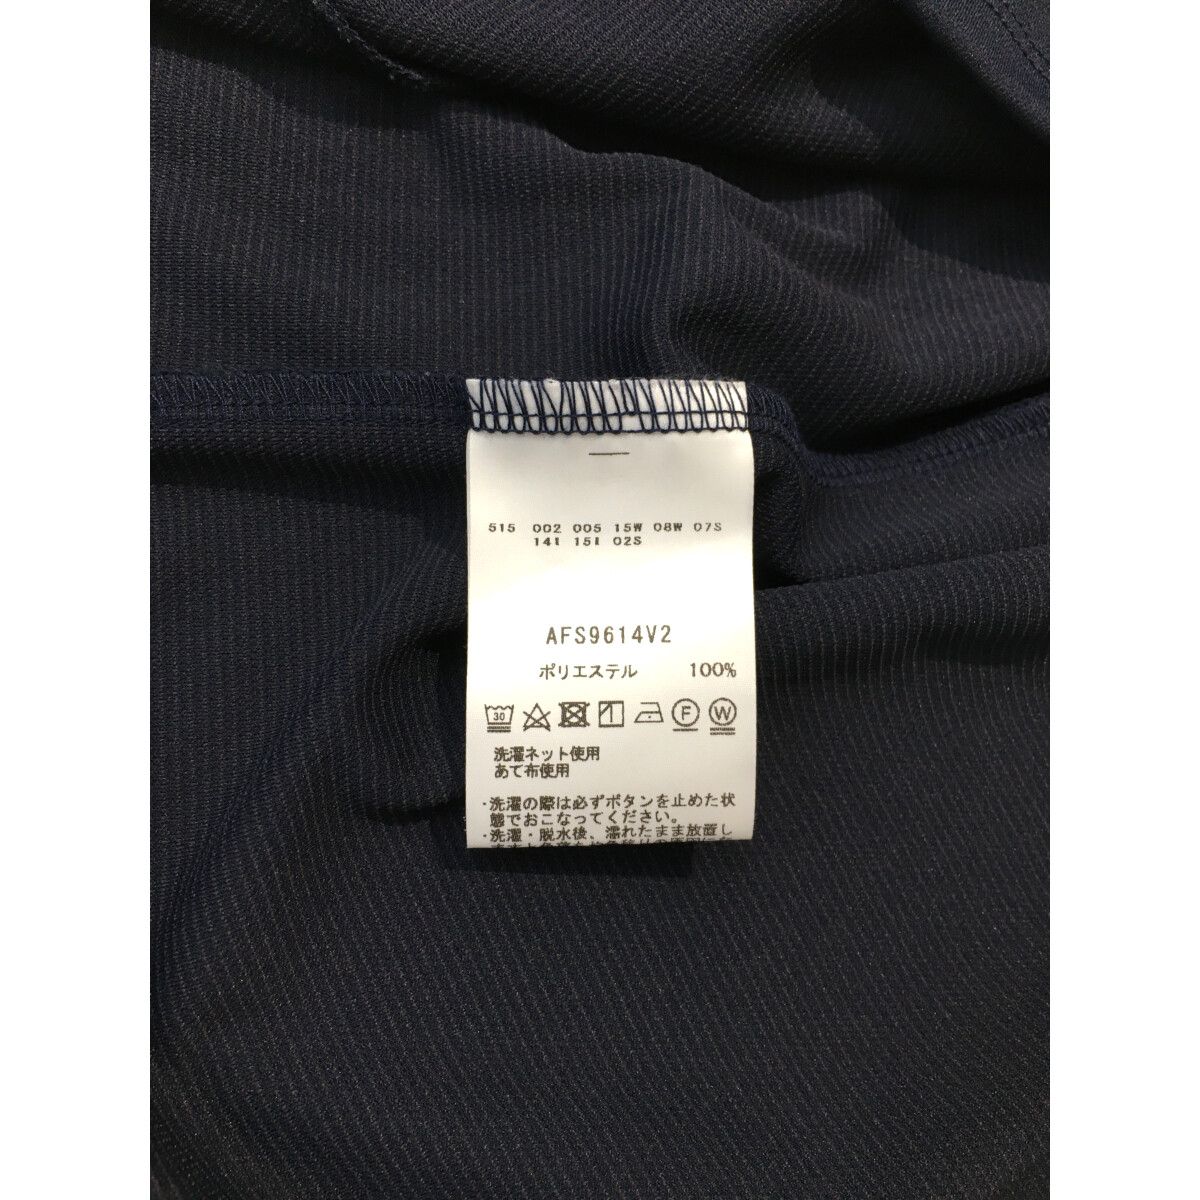 515 002 005 15W 08W 07S
14I 15I 02S
AFS9614V2
ポリエステル 100%
30 F W
洗濯ネット使用
あて布使用
・洗濯の際は必ずボタンを止めた状
態でおこなってください。
・洗濯・脱水後、濡れたまま放置し